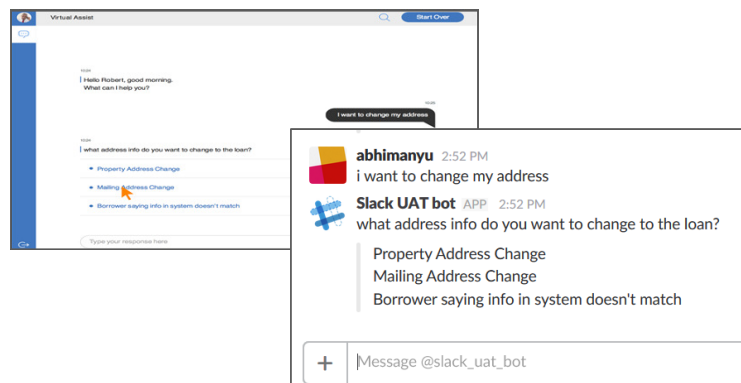 Virtual Assist
Start Over
10:24
Hello Robert, good morning.
What can I help you?
10:25
I want to change my address
10:24
what address info do you want to change to the loan?
Property Address Change
Mailing Address Change
Borrower saying info in system doesn't match
Type your response here
abhimanyu 2:52 PM
i want to change my address
Slack UAT bot APP 2:52 PM
what address info do you want to change to the loan?
Property Address Change
Mailing Address Change
Borrower saying info in system doesn't match
Message @slack_uat_bot